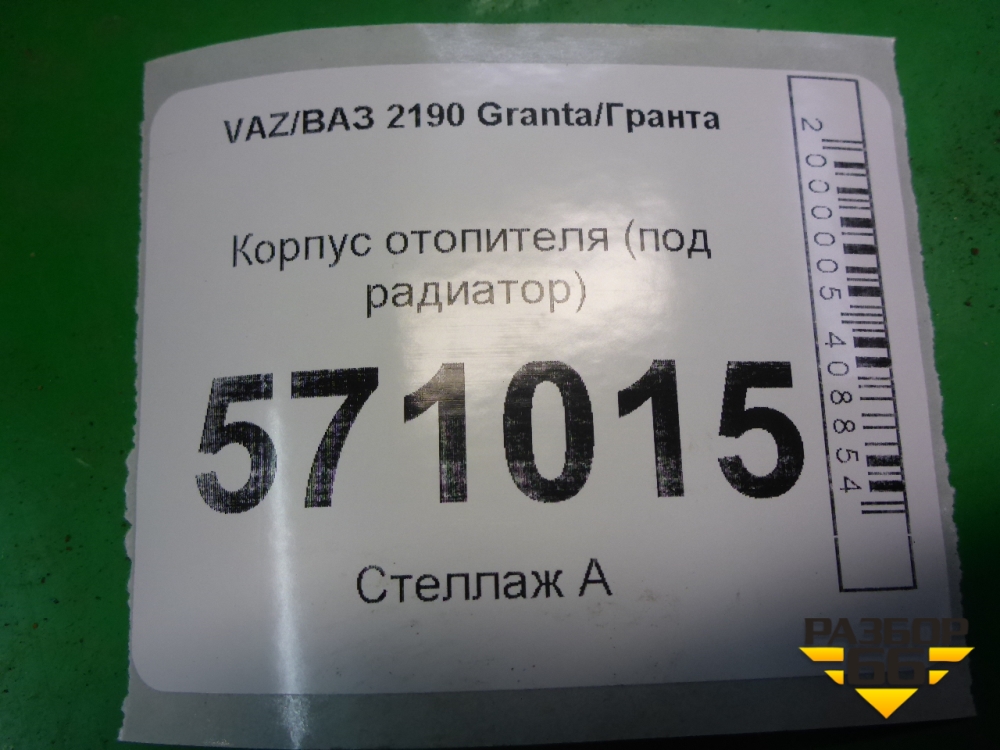 VAZ/ВАЗ 2190 Granta/Гранта
Корпус отопителя (под
радиатор)
571015
Стеллаж А
2000005408854
РАЗБОР
66